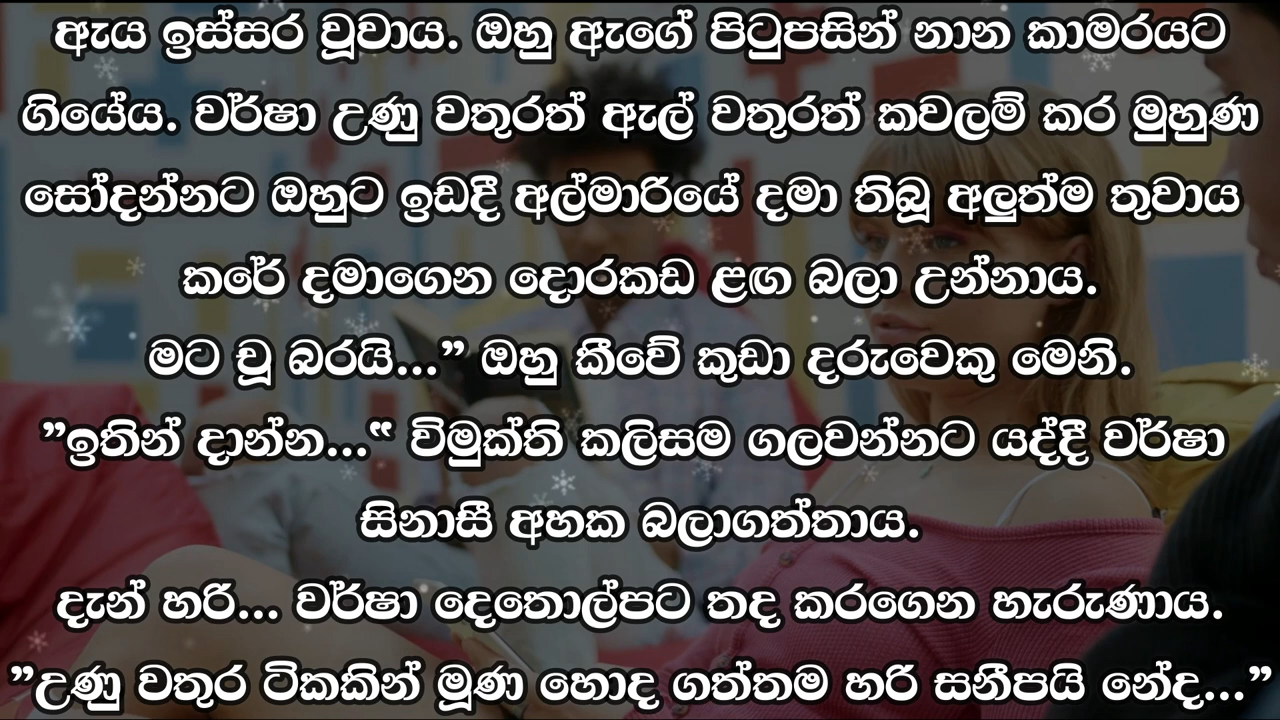 ඇය ඉස්සර වූවාය. ඔහු ඇගේ පිටුපසින් නාන කාමරයට
ගියේය. වර්ෂා උණු වතුරත් ඇල් වතුරත් කවලම් කර මුහුණ
සෝදන්නට ඔහුට ඉඩදී අල්මාරියේ දමා තිබූ අලුත්ම තුවාය
කරේ දමාගෙන දොරකඩ ළඟ බලා උන්නාය.
මට චූ බරයි...” ඔහු කීවේ කුඩා දරුවෙකු මෙනි.
”ඉතින් දාන්න...“ විමුක්ති කලිසම ගලවන්නට යද්දී වර්ෂා
සිනාසී අහක බලාගත්තාය.
දැන් හරි... වර්ෂා දෙතොල්පට තද කරගෙන හැරුණාය.
”උණු වතුර ටිකකින් මූණ හොද ගත්තම හරි සනීපයි නේද...”